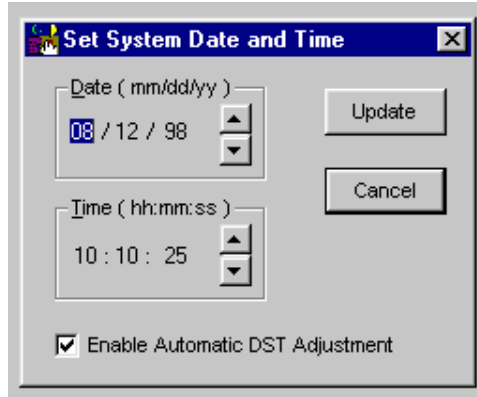 Set System Date and Time
Date ( mm/dd/yy )
08 / 12 / 98
Update
Cancel
Time ( hh:mm:ss )
10 : 10 : 25
Enable Automatic DST Adjustment